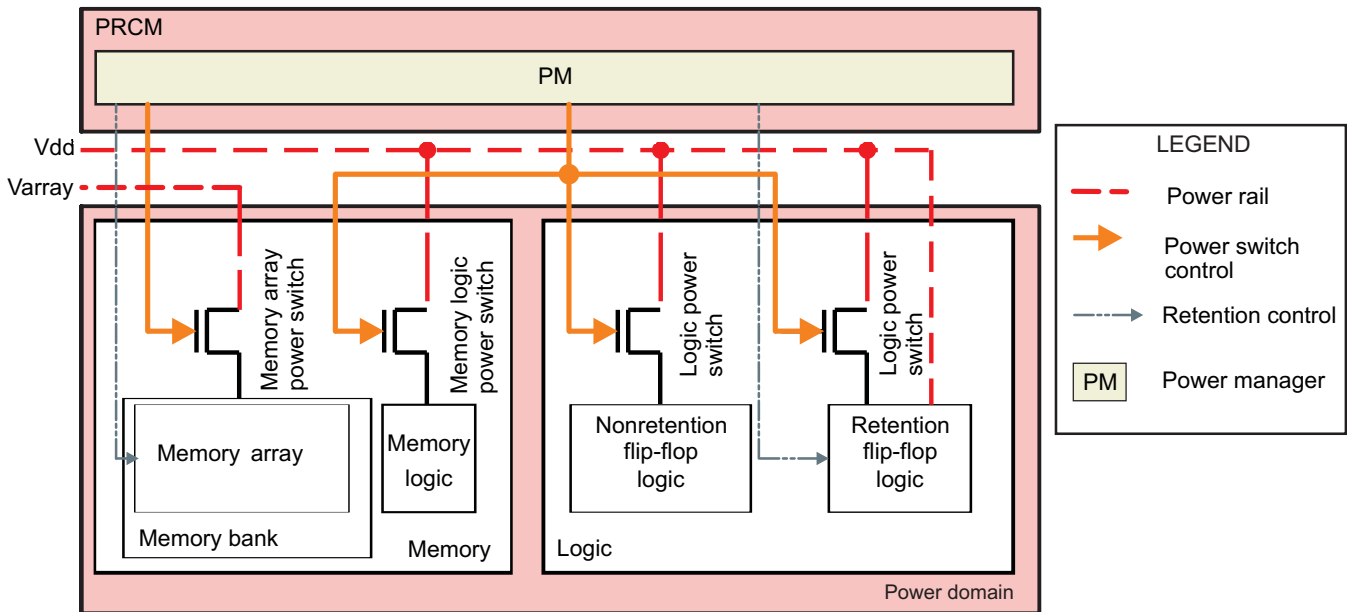 PRCM
PM
Vdd
Varray
Memory array
power switch
Memory logic
power switch
Logic power
switch
Logic power
switch
Memory array
Memory bank
Memory
logic
Memory
Nonretention
flip-flop
logic
Retention
flip-flop
logic
Logic
Power domain
LEGEND
Power rail
Power switch
control
Retention control
PM
Power manager